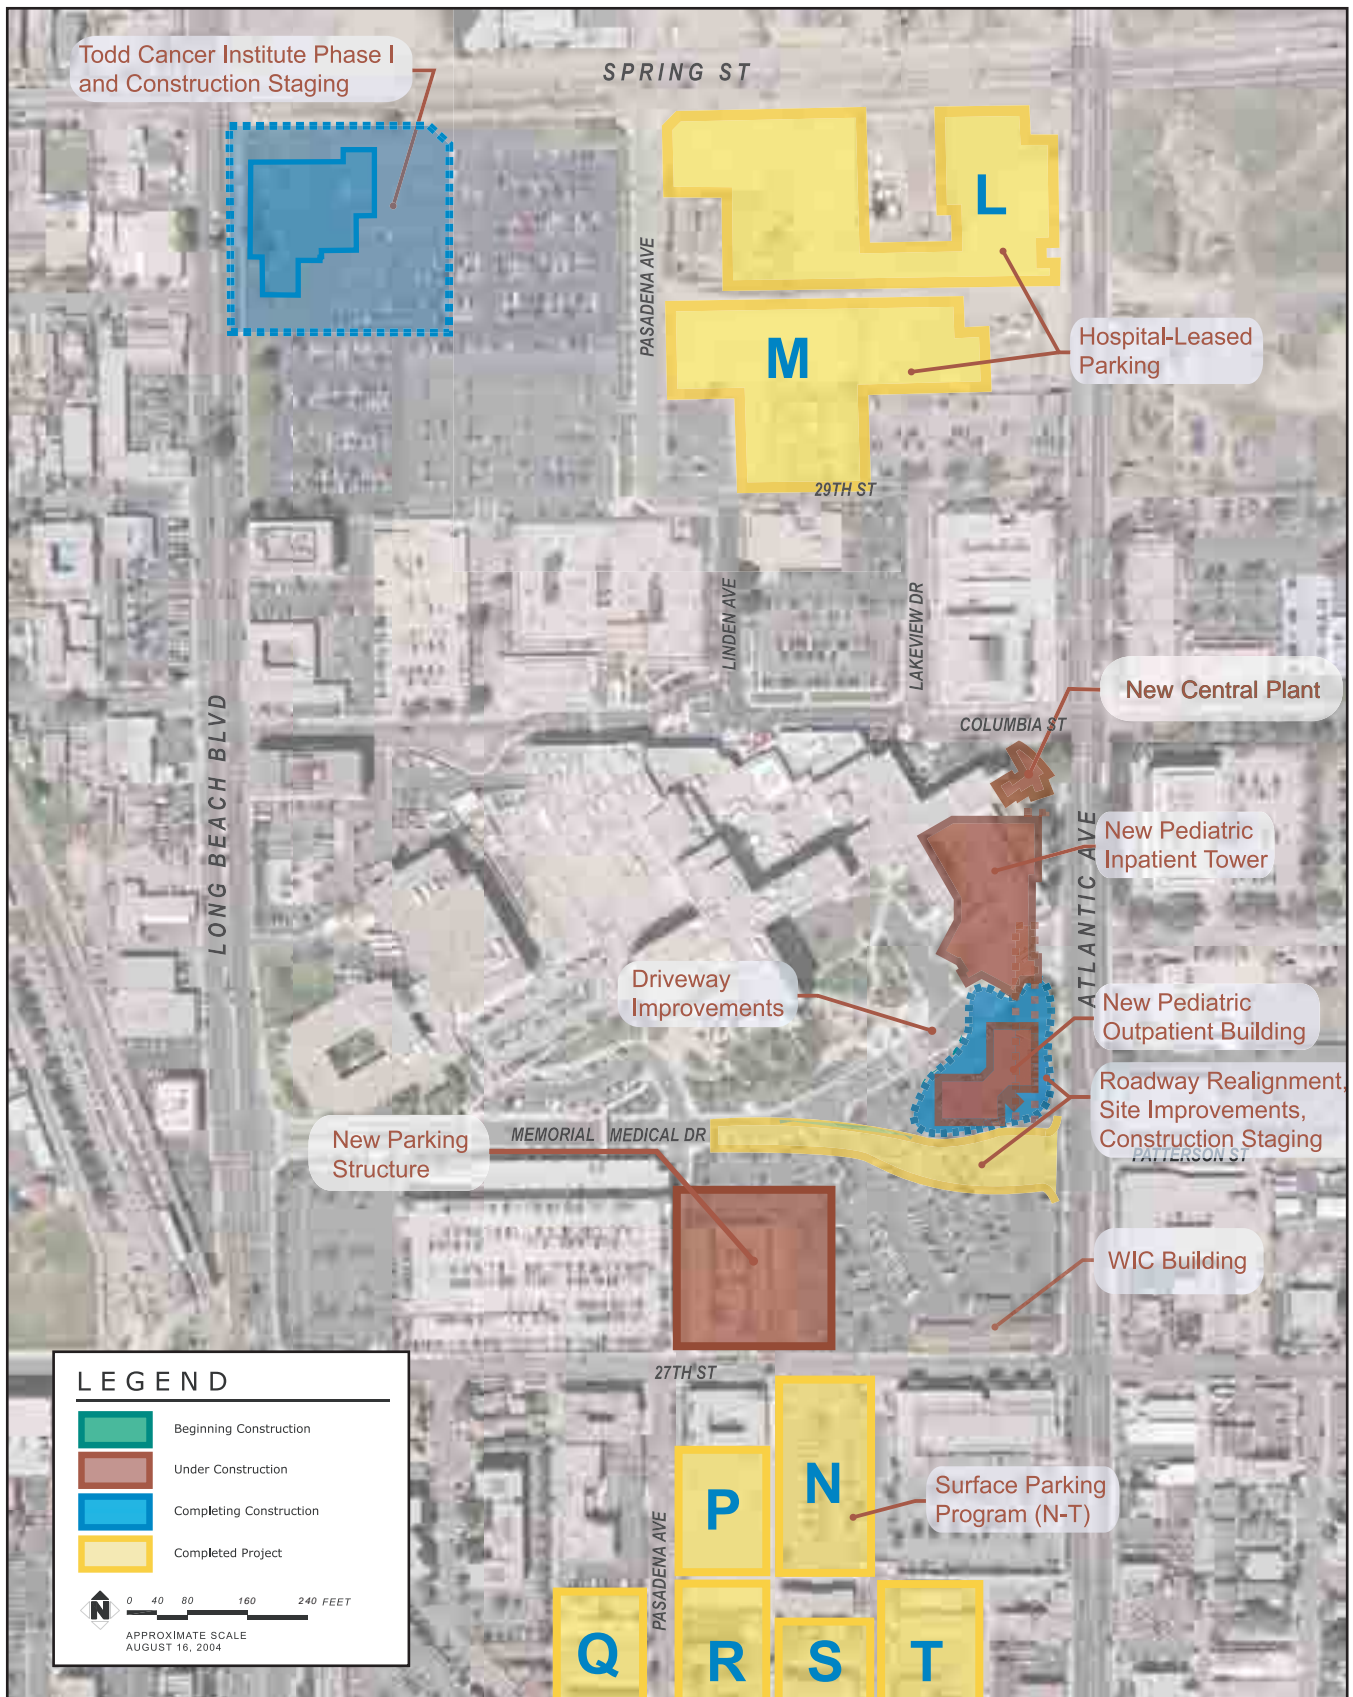 Todd Cancer Institute Phase I
and Construction Staging
SPRING ST
L
PASADENA AVE
M
Hospital-Leased
Parking
29TH ST
LINDEN AVE
LAKEVIEW DR
New Central Plant
COLUMBIA ST
LONG BEACH BLVD
New Pediatric
Inpatient Tower
ATLANTIC AVE
Driveway
Improvements
New Pediatric
Outpatient Building
Roadway Realignment,
Site Improvements,
Construction Staging
PATTERSON ST
New Parking
Structure
MEMORIAL MEDICAL DR
WIC Building
27TH ST
LEGEND
Beginning Construction
Under Construction
Completing Construction
Completed Project
N
0 40 80 160 240 FEET
APPROXIMATE SCALE
AUGUST 16, 2004
P
N
Surface Parking
Program (N-T)
PASADENA AVE
Q
R
S
T